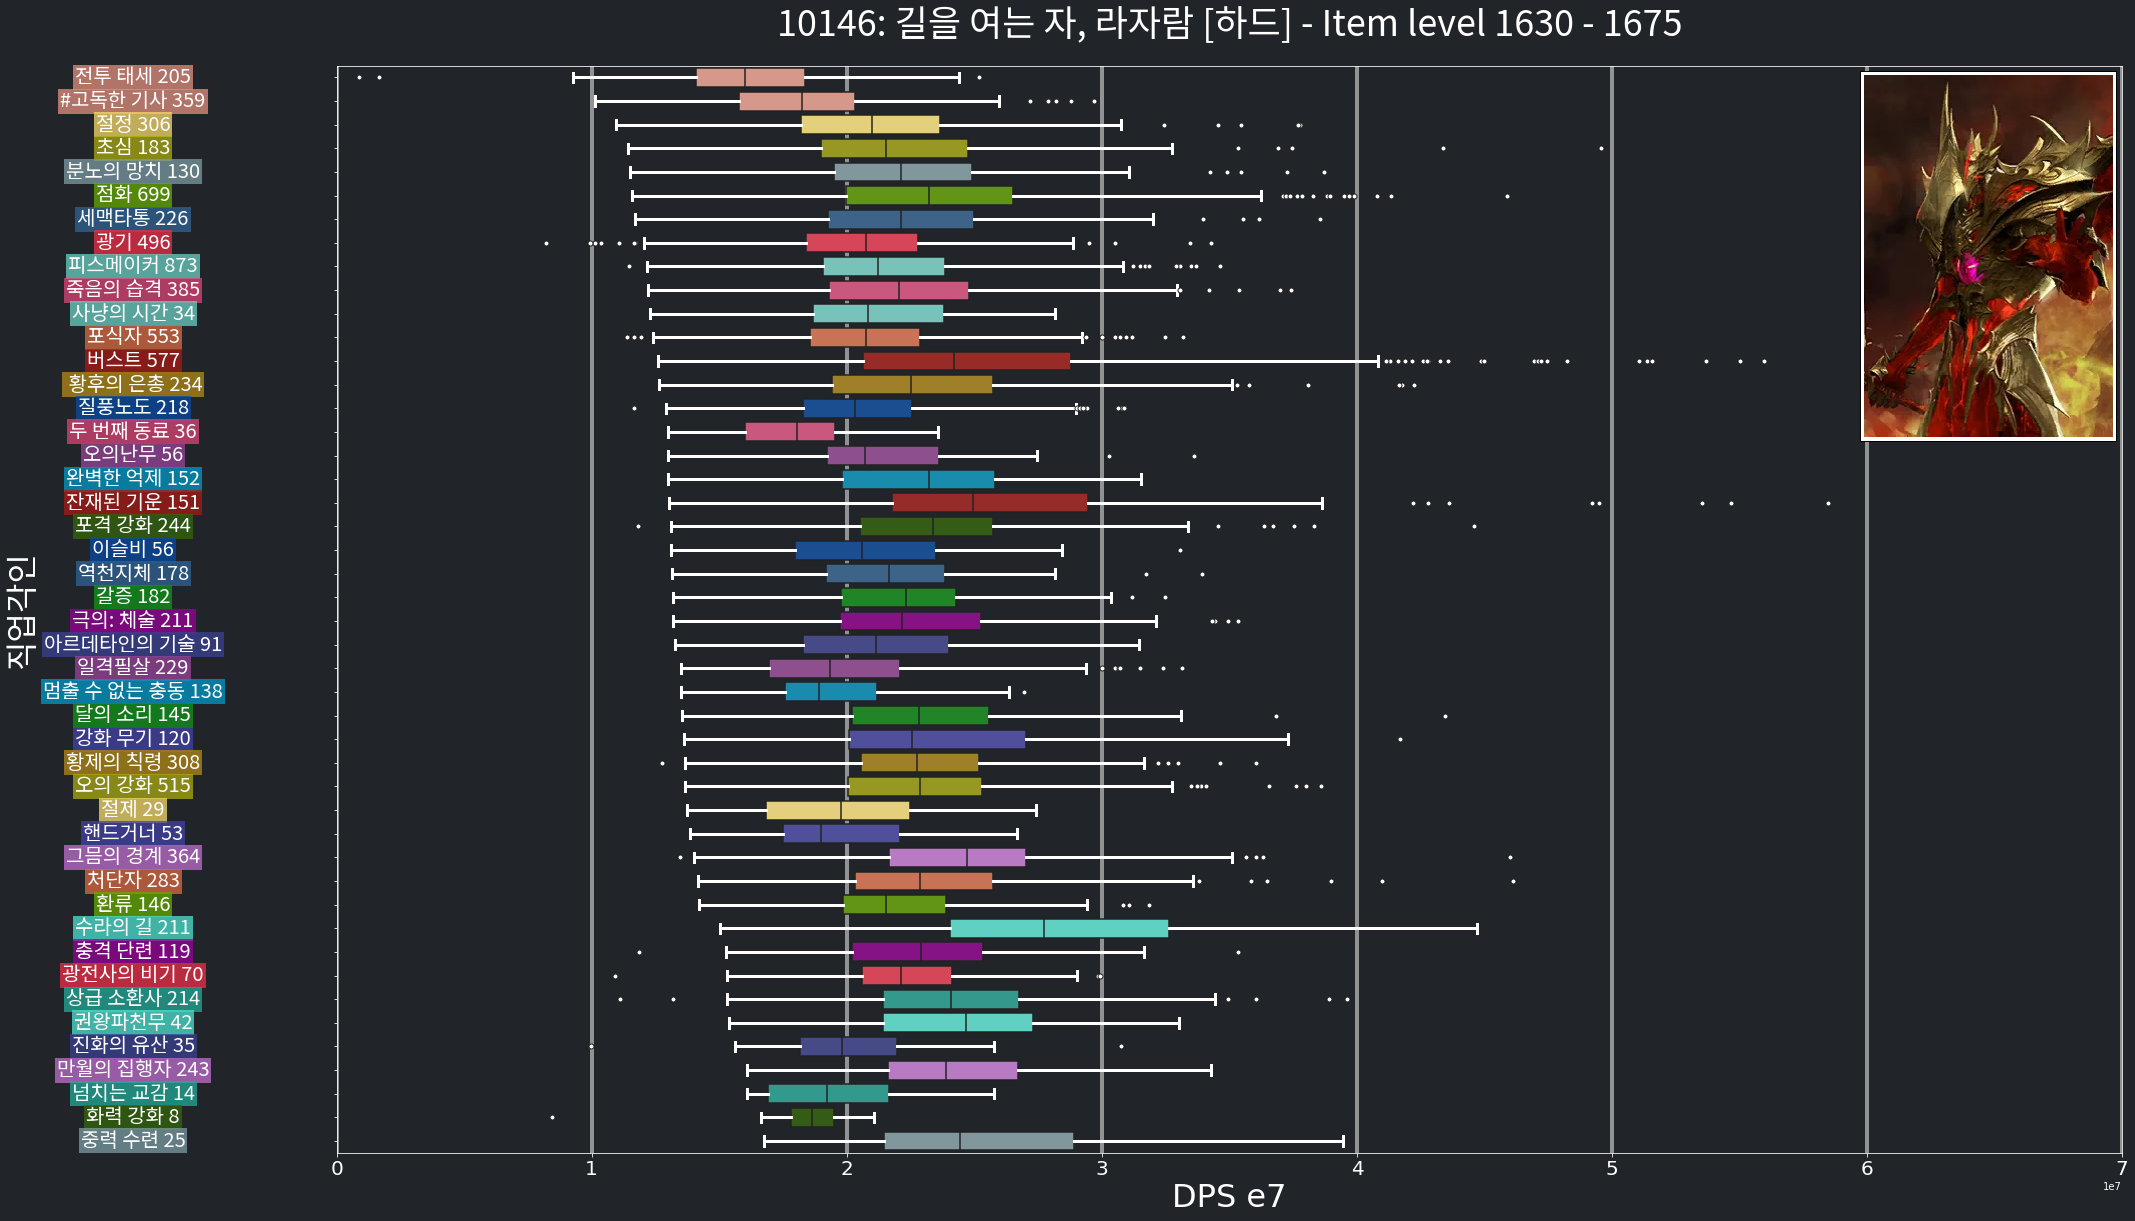 10146: 길을 여는 자, 라자람 [하드] - Item level 1630 - 1675
직업각인
전투 태세 205
#고독한 기사 359
절정 306
초심 183
분노의 망치 130
점화 699
세맥타통 226
광기 496
피스메이커 873
죽음의 습격 385
사냥의 시간 34
포식자 553
버스트 577
황후의 은총 234
질풍노도 218
두 번째 동료 36
오의난무 56
완벽한 억제 152
잔재된 기운 151
포격 강화 244
이슬비 56
역천지체 178
갈증 182
극의: 체술 211
아르데타인의 기술 91
일격필살 229
멈출 수 없는 충동 138
달의 소리 145
강화 무기 120
황제의 칙령 308
오의 강화 515
절제 29
핸드거너 53
그믐의 경계 364
처단자 283
환류 146
수라의 길 211
충격 단련 119
광전사의 비기 70
상급 소환사 214
권왕파천무 42
진화의 유산 35
만월의 집행자 243
넘치는 교감 14
화력 강화 8
중력 수련 25
0 1 2 3 4 5 6 7
1e7
DPS e7